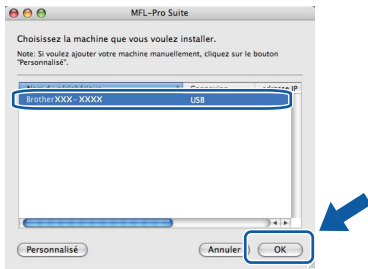 MFL-Pro Suite
Choisissez la machine que vous voulez installer.
Note: Si voulez ajouter votre machine manuellement, cliquez sur le bouton
"Personnalisé".
adresse IP
BrotherXXX-XXXX USB
Personnalisé Annuler OK